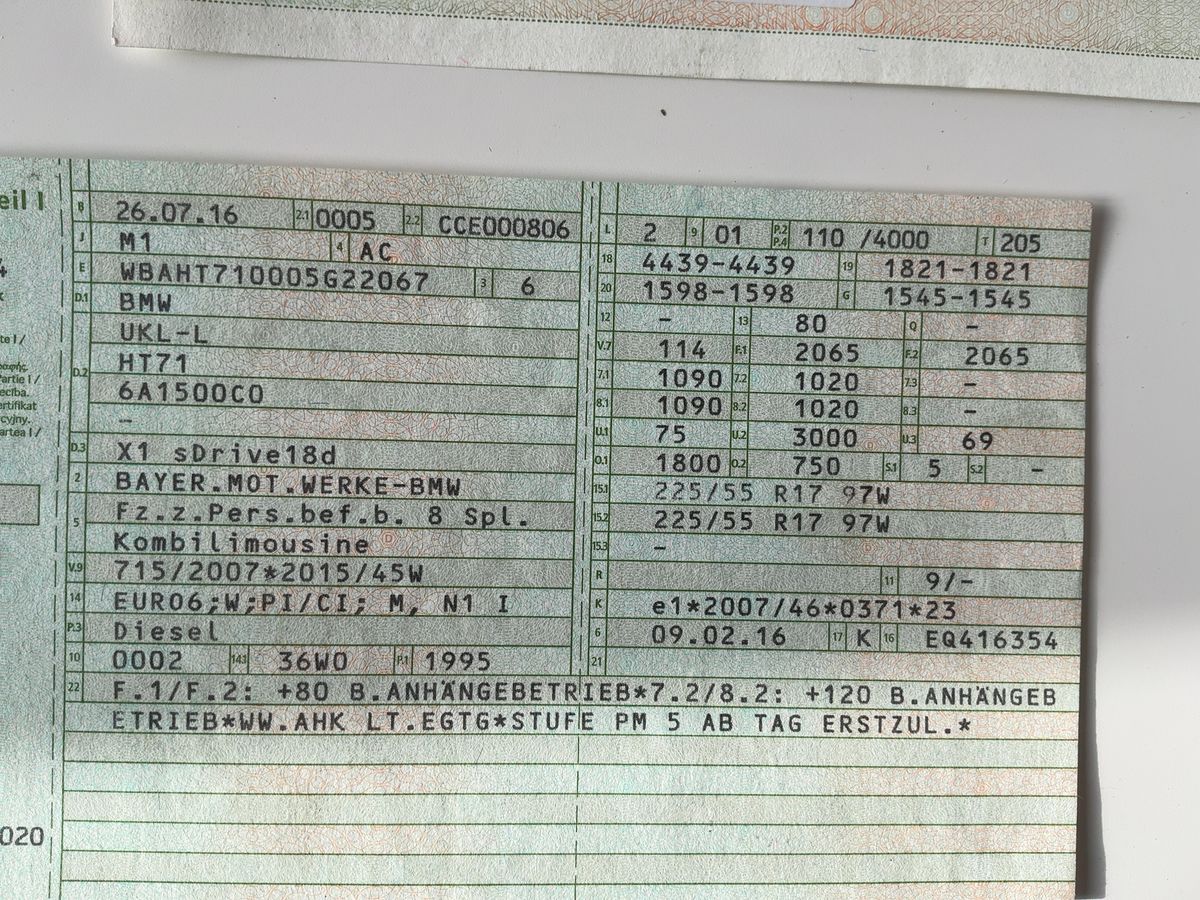 eil I
B 26.07.16 2.1 0005 2.2 CCE000806
J M1 4 AC
E WBAHT710005G22067 3 6
D.1 BMW
UKL-L
D.2 HT71
6A1500C0
–
D.3 X1 sDrive18d
2 BAYER.MOT.WERKE-BMW
5 Fz.z.Pers.bef.b. 8 Spl.
Kombilimousine
V.9 715/2007*2015/45W
14 EURO6;W;PI/CI; M, N1 I
P.3 Diesel
10 0002 14.1 36W0 P.1 1995
L 2 9 01 P.2 P.4 110 /4000 T 205
18 4439-4439 19 1821-1821
20 1598-1598 G 1545-1545
12 – 13 80 Q –
V.7 114 F.1 2065 F.2 2065
7.1 1090 7.2 1020 7.3 –
8.1 1090 8.2 1020 8.3 –
U.1 75 U.2 3000 U.3 69
O.1 1800 O.2 750 S.1 5 S.2 –
15.1 225/55 R17 97W
15.2 225/55 R17 97W
15.3 –
R 11 9/-
K e1*2007/46*0371*23
6 09.02.16 17 K 16 EQ416354
21
22 F.1/F.2: +80 B.ANHÄNGEBETRIEB*7.2/8.2: +120 B.ANHÄNGEB
ETRIEB*WW.AHK LT.EGTG*STUFE PM 5 AB TAG ERSTZUL.*
te I /
Partie I /
ecība.
ertifikat
cyjny.
artea I /
020